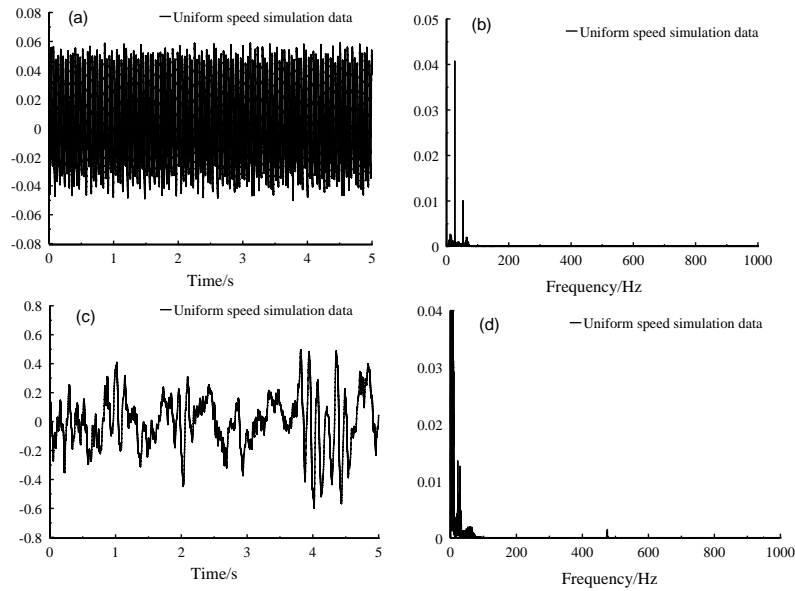 (a)
Uniform speed simulation data
0.08
0.06
0.04
0.02
0
-0.02
-0.04
-0.06
-0.08
0 1 2 3 4 5
Time/s
(b)
Uniform speed simulation data
0.05
0.04
0.03
0.02
0.01
0
0 200 400 600 800 1000
Frequency/Hz
(c)
Uniform speed simulation data
0.8
0.6
0.4
0.2
0
-0.2
-0.4
-0.6
-0.8
0 1 2 3 4 5
Time/s
(d)
Uniform speed simulation data
0.04
0.03
0.02
0.01
0
0 200 400 600 800 1000
Frequency/Hz